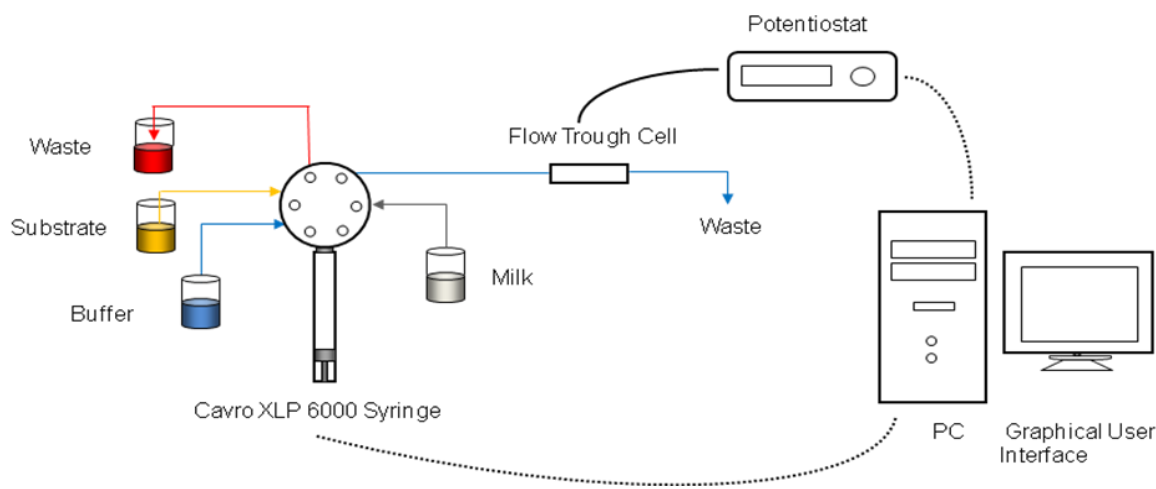 Potentiostat
Flow Trough Cell
Waste
Substrate
Waste
Milk
Buffer
Cavro XLP 6000 Syringe
PC
Graphical User
Interface